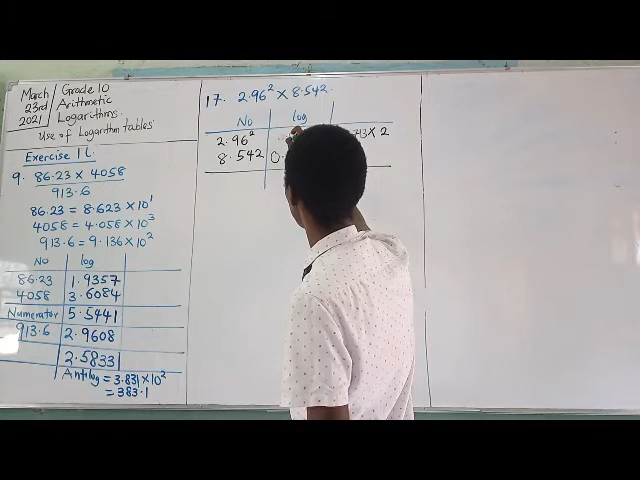 March 23rd 2021
Grade 10
Arithmetic
Logarithms.
Use of Logarithm tables
Exercise 1L
9. 86.23 × 4058
913.6
86.23 = 8.623 × 10¹
4058 = 4.058 × 10³
913.6 = 9.136 × 10²
No log
86.23 1.9357
4058 3.6084
Numerator 5.5441
913.6 2.9608
2.5833
Antilog = 3.831 × 10²
= 383.1
17. 2.96² × 8.542.
No log
2.96² × 2
8.542 0.